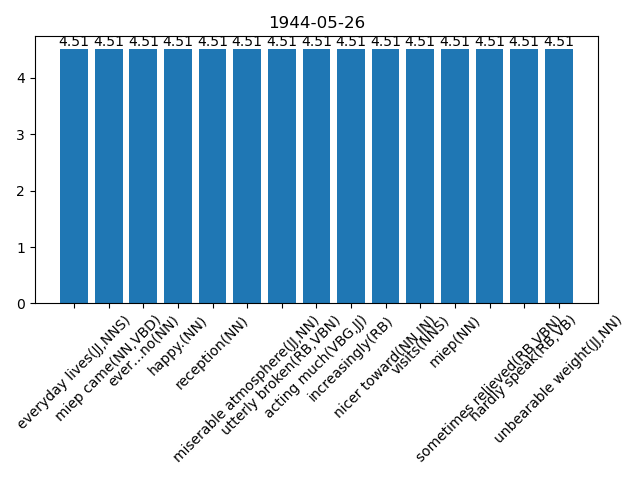 1944-05-26
4.51 4.51 4.51 4.51 4.51 4.51 4.51 4.51 4.51 4.51 4.51 4.51 4.51 4.51 4.51
4
3
2
1
0
everyday lives(JJ,NNS)
miep came(NN,VBD)
ever...no(NN)
happy.(NN)
reception(NN)
miserable atmosphere(JJ,NN)
utterly broken(RB,VBN)
acting much(VBG,JJ)
increasingly(RB)
nicer toward(NN,IN)
visits(NNS)
miep(NN)
sometimes relieved(RB,VBN)
hardly speak(RB,VB)
unbearable weight(JJ,NN)